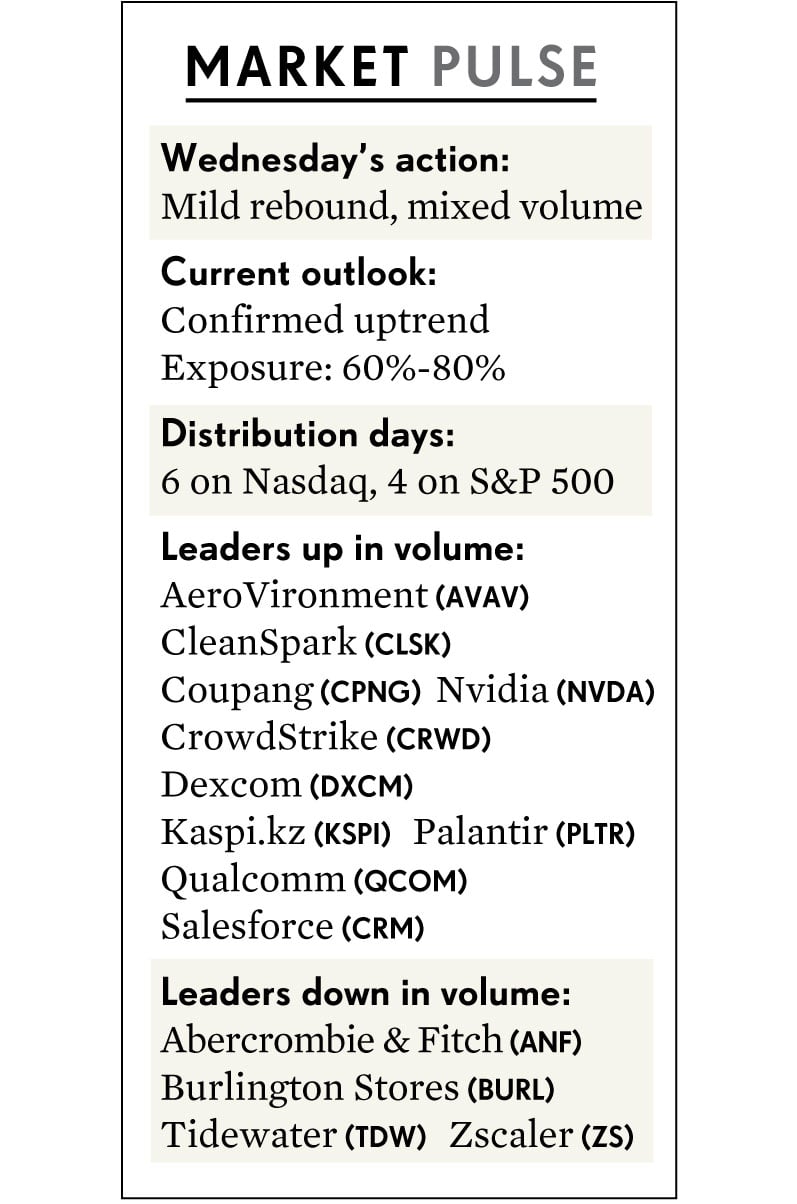 MARKET PULSE
Wednesday’s action:
Mild rebound, mixed volume
Current outlook:
Confirmed uptrend
Exposure: 60%-80%
Distribution days:
6 on Nasdaq, 4 on S&P 500
Leaders up in volume:
AeroVironment (AVAV)
CleanSpark (CLSK)
Coupang (CPNG) Nvidia (NVDA)
CrowdStrike (CRWD)
Dexcom (DXCM)
Kaspi.kz (KSPI) Palantir (PLTR)
Qualcomm (QCOM)
Salesforce (CRM)
Leaders down in volume:
Abercrombie & Fitch (ANF)
Burlington Stores (BURL)
Tidewater (TDW) Zscaler (ZS)